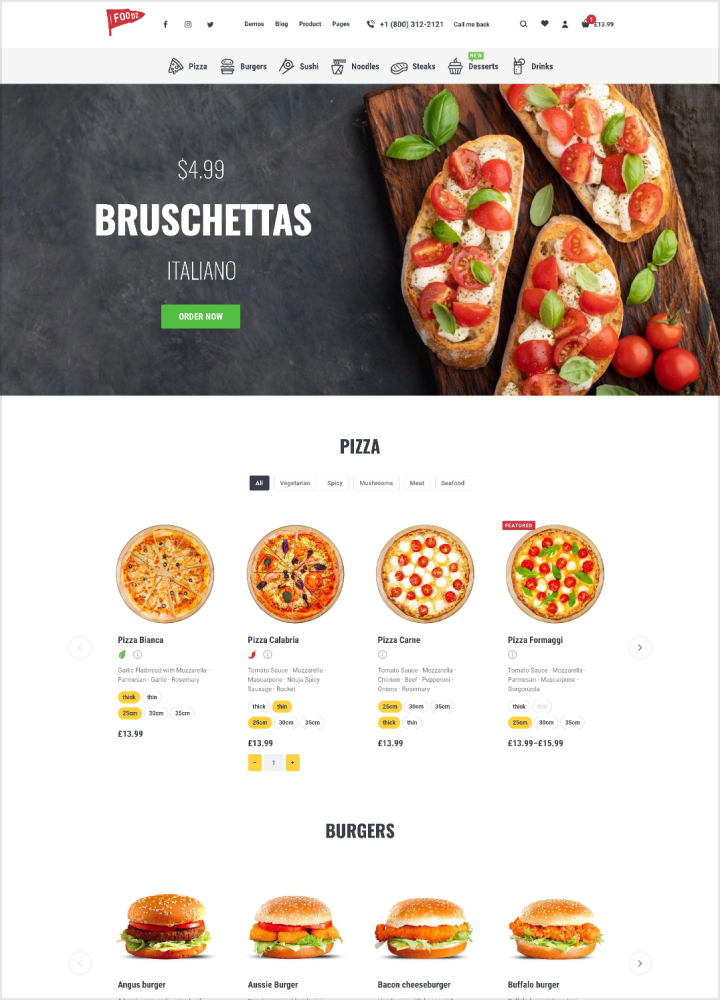 FOODZ
Demos Blog Product Pages +1 (800) 312-2121 Call me back 1 £13.99
NEW
Pizza Burgers Sushi Noodles Steaks Desserts Drinks
$4.99
BRUSCHETTAS
ITALIANO
ORDER NOW
PIZZA
All Vegetarian Spicy Mushrooms Meat Seafood
FEATURED
Pizza Bianca
Garlic Flatbread with Mozzarella -
Parmesan - Garlic - Rosemary
thick thin
25cm 30cm 35cm
£13.99
Pizza Calabria
Tomato Sauce - Mozzarella -
Mascarpone - Nduja Spicy
Sausage - Rocket
thick thin
25cm 30cm 35cm
£13.99
- 1 +
Pizza Carne
Tomato Sauce - Mozzarella -
Chicken - Beef - Pepperoni -
Onions - Rosemary
25cm 30cm 35cm
thick thin
£13.99
Pizza Formaggi
Tomato Sauce - Mozzarella -
Parmesan - Mascarpone -
Gorgonzola
thick thin
25cm 30cm 35cm
£13.99–£15.99
BURGERS
Angus burger
Aussie Burger
Bacon cheeseburger
Buffalo burger